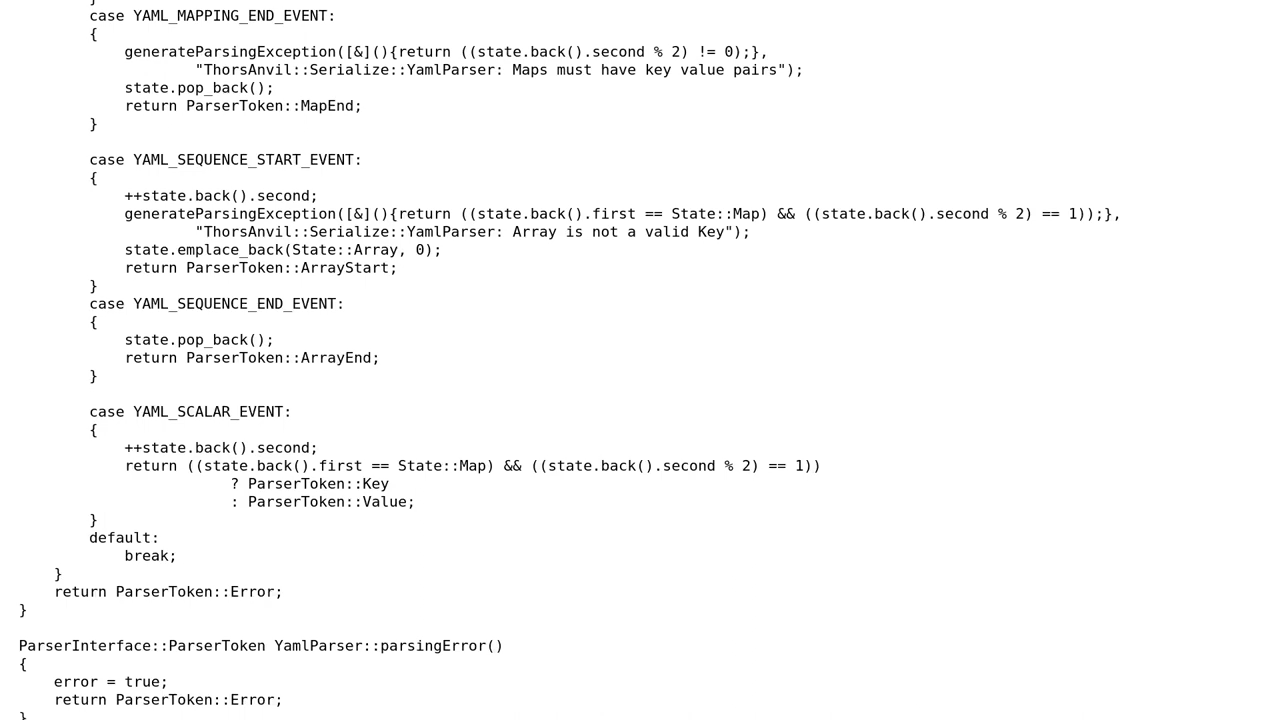 }
        case YAML_MAPPING_END_EVENT:
        {
            generateParsingException([&](){return ((state.back().second % 2) != 0);},
                    "ThorsAnvil::Serialize::YamlParser: Maps must have key value pairs");
            state.pop_back();
            return ParserToken::MapEnd;
        }

        case YAML_SEQUENCE_START_EVENT:
        {
            ++state.back().second;
            generateParsingException([&](){return ((state.back().first == State::Map) && ((state.back().second % 2) == 1));},
                    "ThorsAnvil::Serialize::YamlParser: Array is not a valid Key");
            state.emplace_back(State::Array, 0);
            return ParserToken::ArrayStart;
        }
        case YAML_SEQUENCE_END_EVENT:
        {
            state.pop_back();
            return ParserToken::ArrayEnd;
        }

        case YAML_SCALAR_EVENT:
        {
            ++state.back().second;
            return ((state.back().first == State::Map) && ((state.back().second % 2) == 1))
                        ? ParserToken::Key
                        : ParserToken::Value;
        }
        default:
            break;
    }
    return ParserToken::Error;
}

ParserInterface::ParserToken YamlParser::parsingError()
{
    error = true;
    return ParserToken::Error;
}